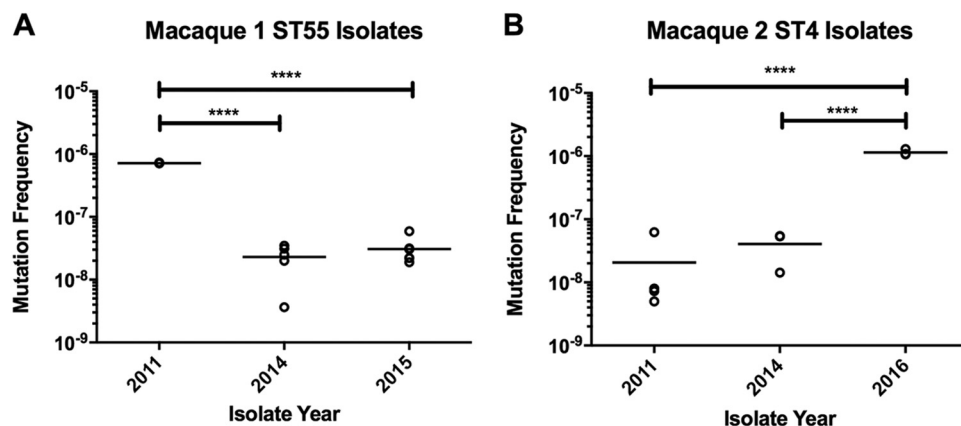 A
Macaque 1 ST55 Isolates
****
****
Mutation Frequency
10-5
10-6
10-7
10-8
10-9
2011
2014
2015
Isolate Year
B
Macaque 2 ST4 Isolates
****
****
Mutation Frequency
10-5
10-6
10-7
10-8
10-9
2011
2014
2016
Isolate Year